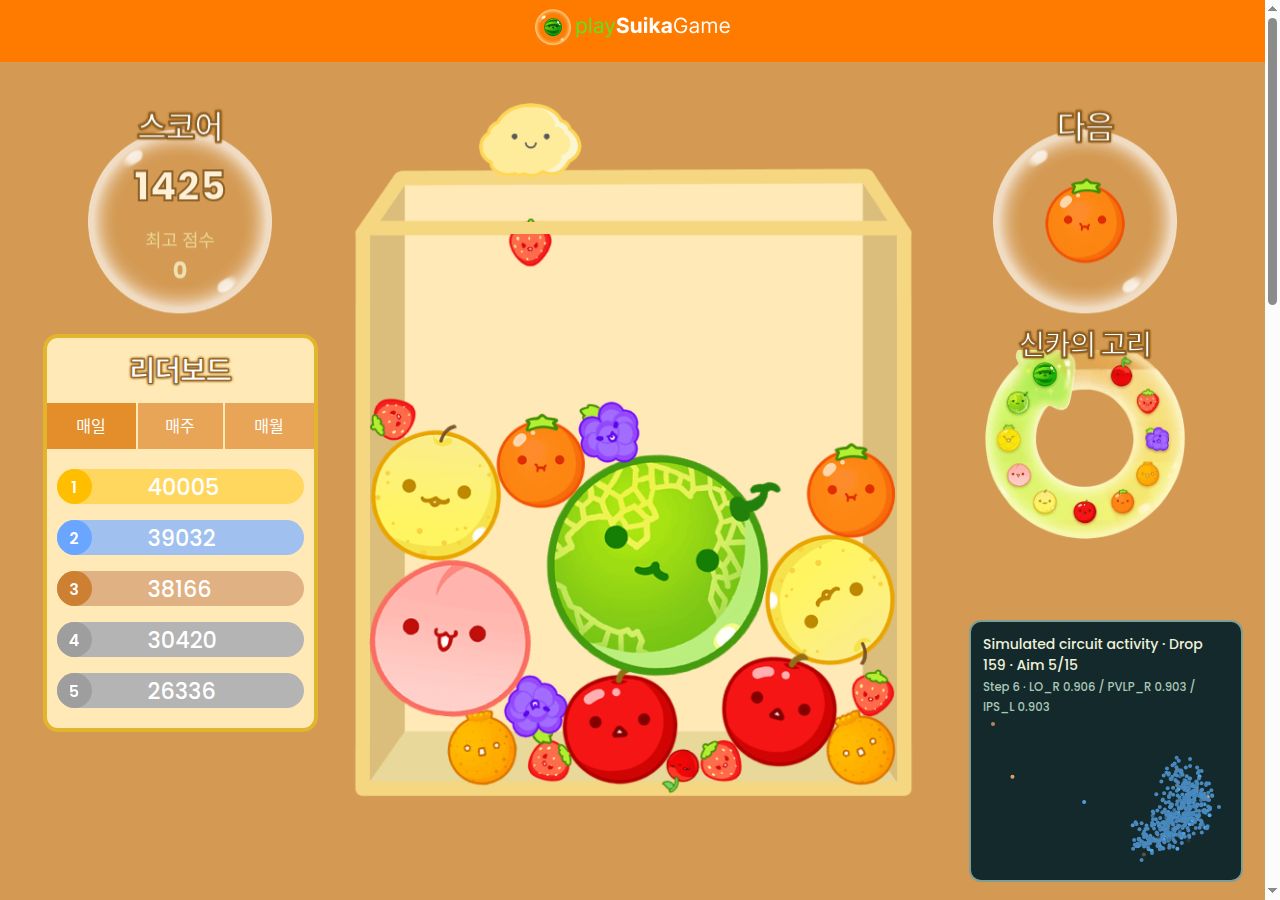 playSuikaGame
스코어
1425
최고 점수
0
리더보드
매일 매주 매월
1 40005
2 39032
3 38166
4 30420
5 26336
다음
신카의 고리
Simulated circuit activity · Drop
159 · Aim 5/15
Step 6 · LO_R 0.906 / PVLP_R 0.903 /
IPS_L 0.903